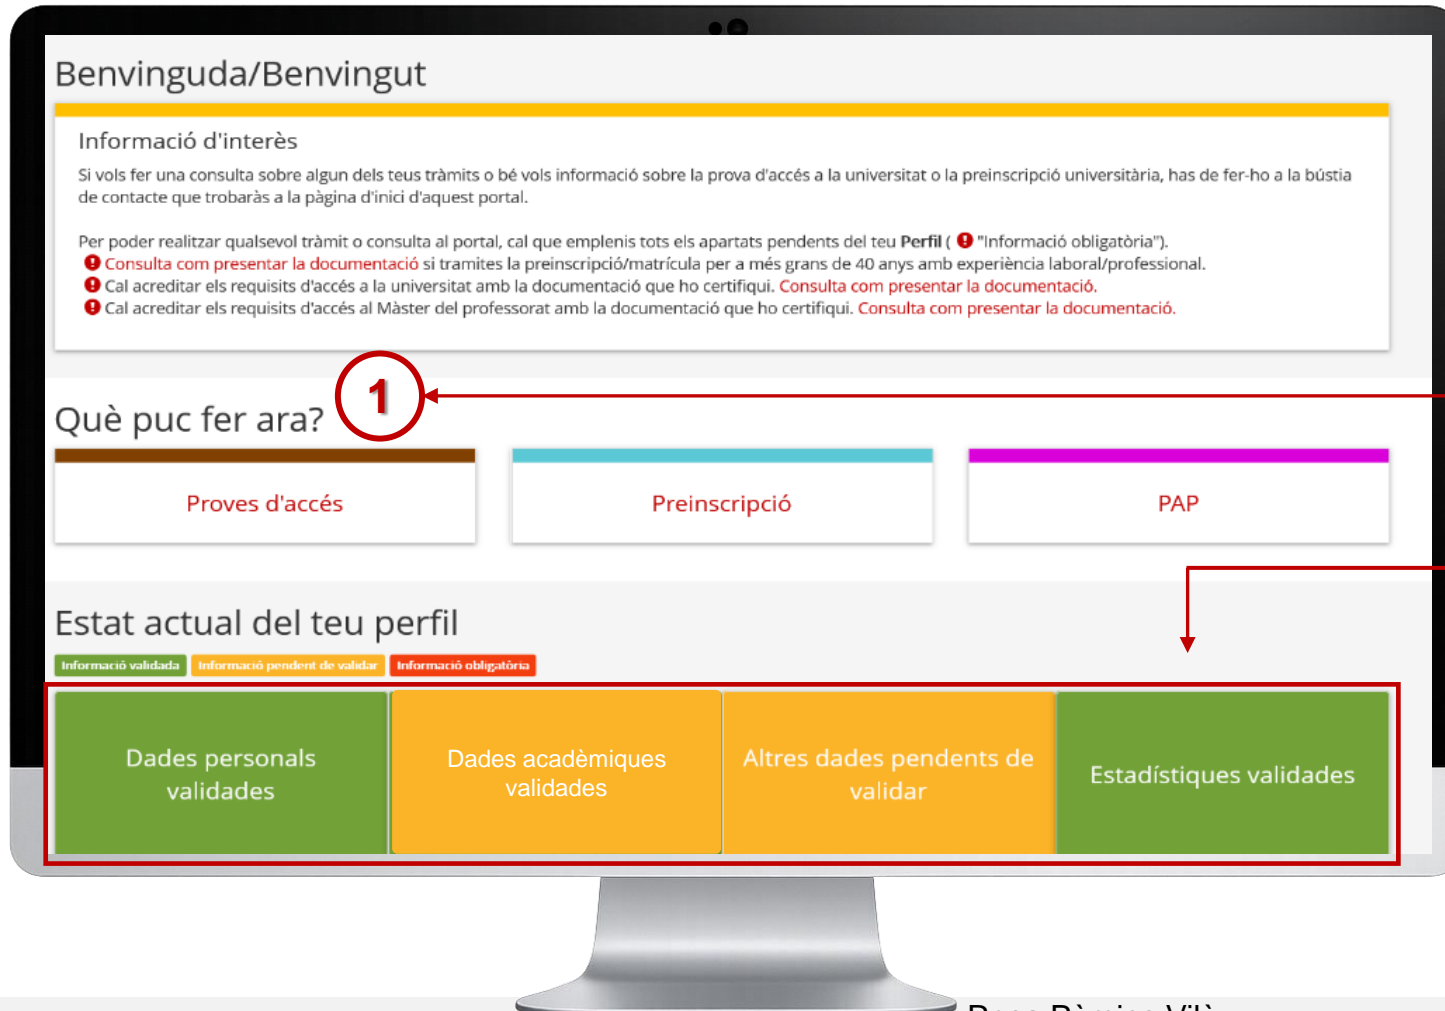 Benvinguda/Benvingut
Informació d'interès
Si vols fer una consulta sobre algun dels teus tràmits o bé vols informació sobre la prova d'accés a la universitat o la preinscripció universitària, has de fer-ho a la bústia
de contacte que trobaràs a la pàgina d'inici d'aquest portal.
Per poder realitzar qualsevol tràmit o consulta al portal, cal que emplenis tots els apartats pendents del teu Perfil ( "Informació obligatòria").
Consulta com presentar la documentació si tramites la preinscripció/matrícula per a més grans de 40 anys amb experiència laboral/professional.
Cal acreditar els requisits d'accés a la universitat amb la documentació que ho certifiqui. Consulta com presentar la documentació.
Cal acreditar els requisits d'accés al Màster del professorat amb la documentació que ho certifiqui. Consulta com presentar la documentació.
1
Què puc fer ara?
Proves d'accés
Preinscripció
PAP
Estat actual del teu perfil
Informació validada
Informació pendent de validar
Informació obligatòria
Dades personals
validades
Dades acadèmiques
validades
Altres dades pendents de
validar
Estadístiques validades